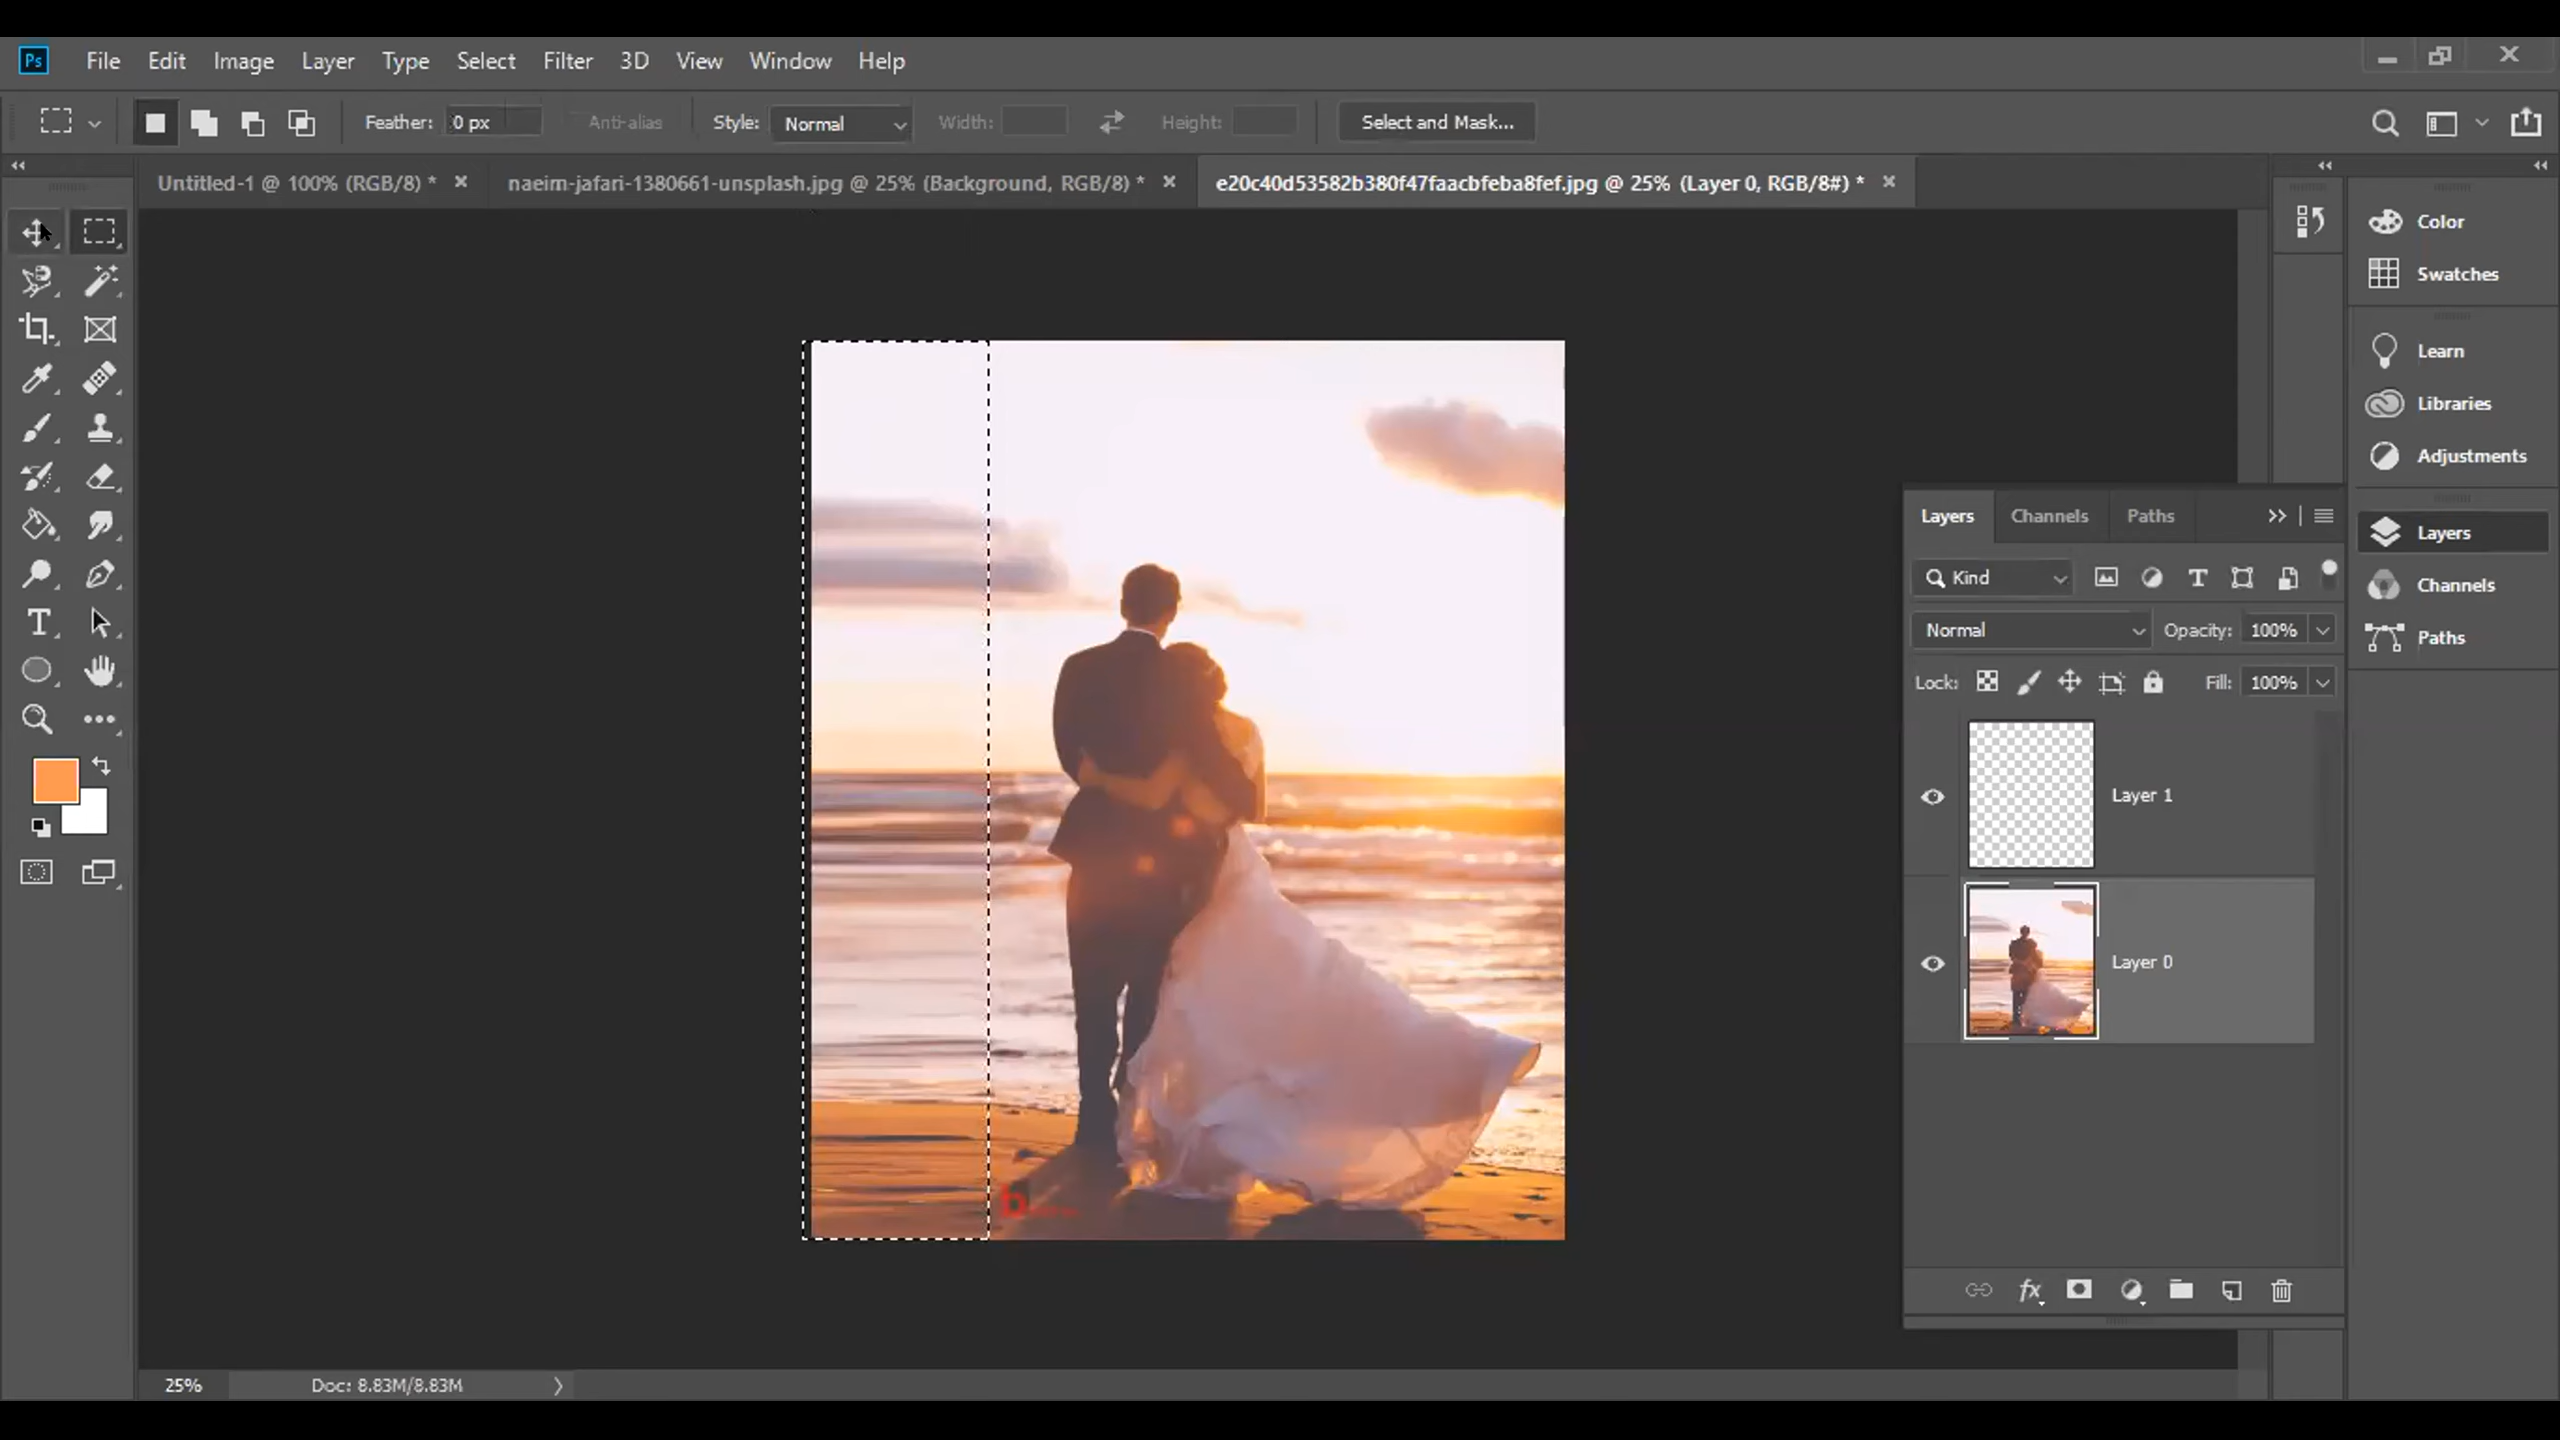 Ps File Edit Image Layer Type Select Filter 3D View Window Help
Feather: 0 px Anti-alias Style: Normal Width: Height: Select and Mask...
Untitled-1 @ 100% (RGB/8) * naeim-jafari-1380661-unsplash.jpg @ 25% (Background, RGB/8) * e20c40d53582b380f47faacbfeba8fef.jpg @ 25% (Layer 0, RGB/8#) *
Color
Swatches
Learn
Libraries
Adjustments
Layers
Channels
Paths
Layers Channels Paths
Kind
Normal Opacity: 100%
Lock: Fill: 100%
Layer 1
Layer 0
b
25% Doc: 8.83M/8.83M